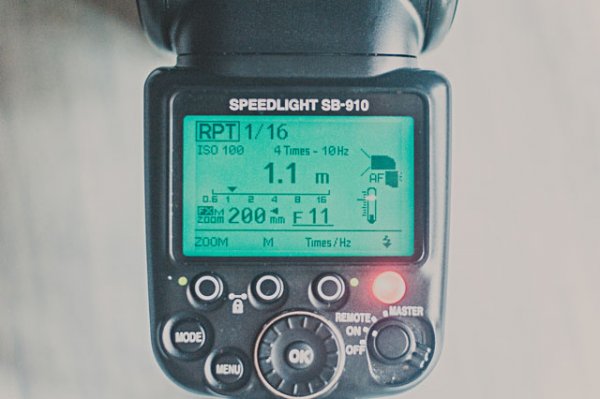 SPEEDLIGHT SB-910
RPT 1/16
ISO 100 4 Times - 10Hz
1.1 m
AF
0.6 1 2 4 8 16
FX M ZOOM 200 mm F 11
ZOOM M Times/Hz
REMOTE MASTER
ON
OFF
MODE
OK
MENU